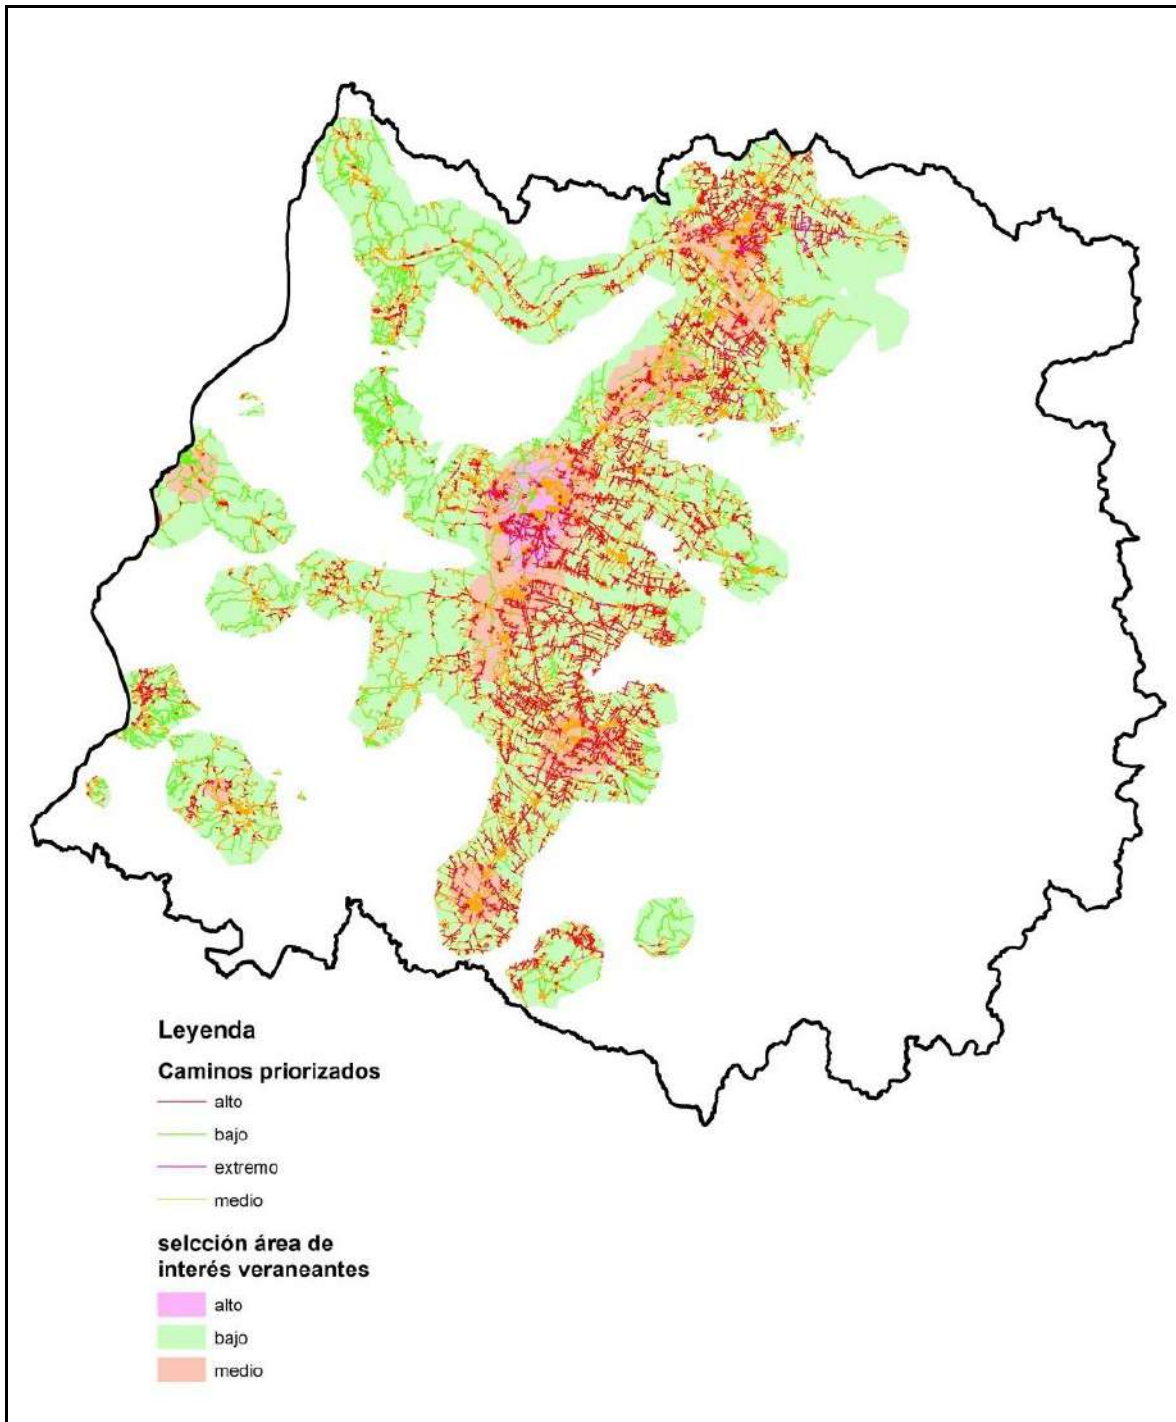 Leyenda
Caminos priorizados
alto
bajo
extremo
medio
selcción área de
interés veraneantes
alto
bajo
medio